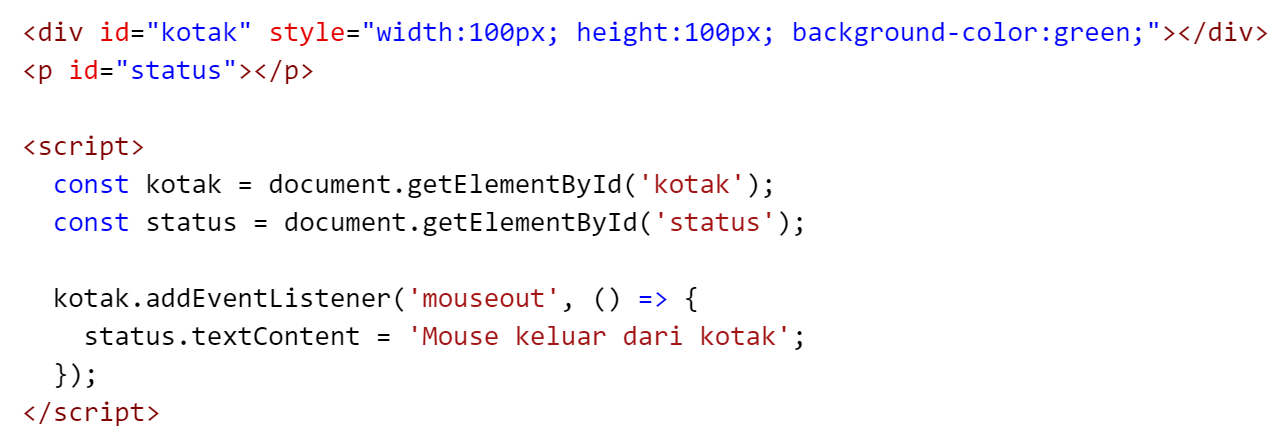 <div id="kotak" style="width:100px; height:100px; background-color:green;"></div>
<p id="status"></p>

<script>
  const kotak = document.getElementById('kotak');
  const status = document.getElementById('status');

  kotak.addEventListener('mouseout', () => {
    status.textContent = 'Mouse keluar dari kotak';
  });
</script>